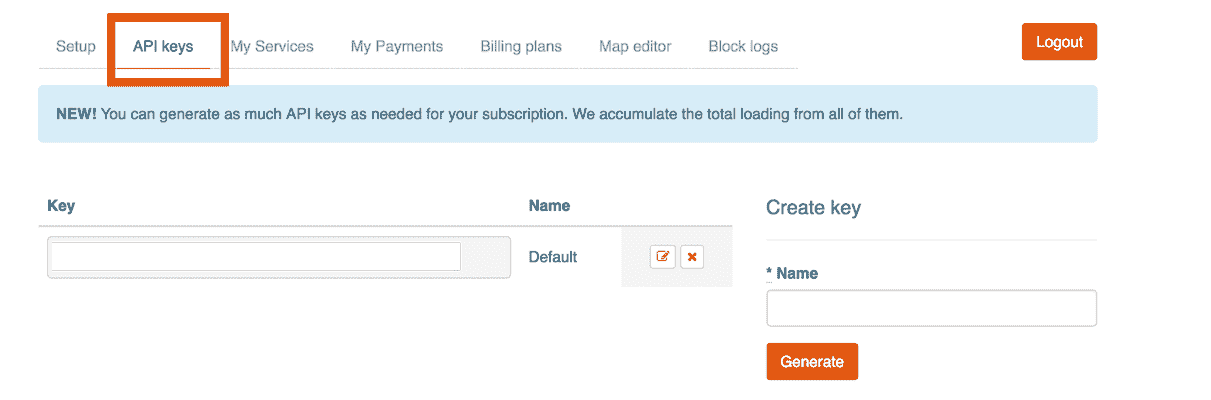 Setup API keys My Services My Payments Billing plans Map editor Block logs Logout
NEW! You can generate as much API keys as needed for your subscription. We accumulate the total loading from all of them.
Key Name
Default
Create key
* Name
Generate